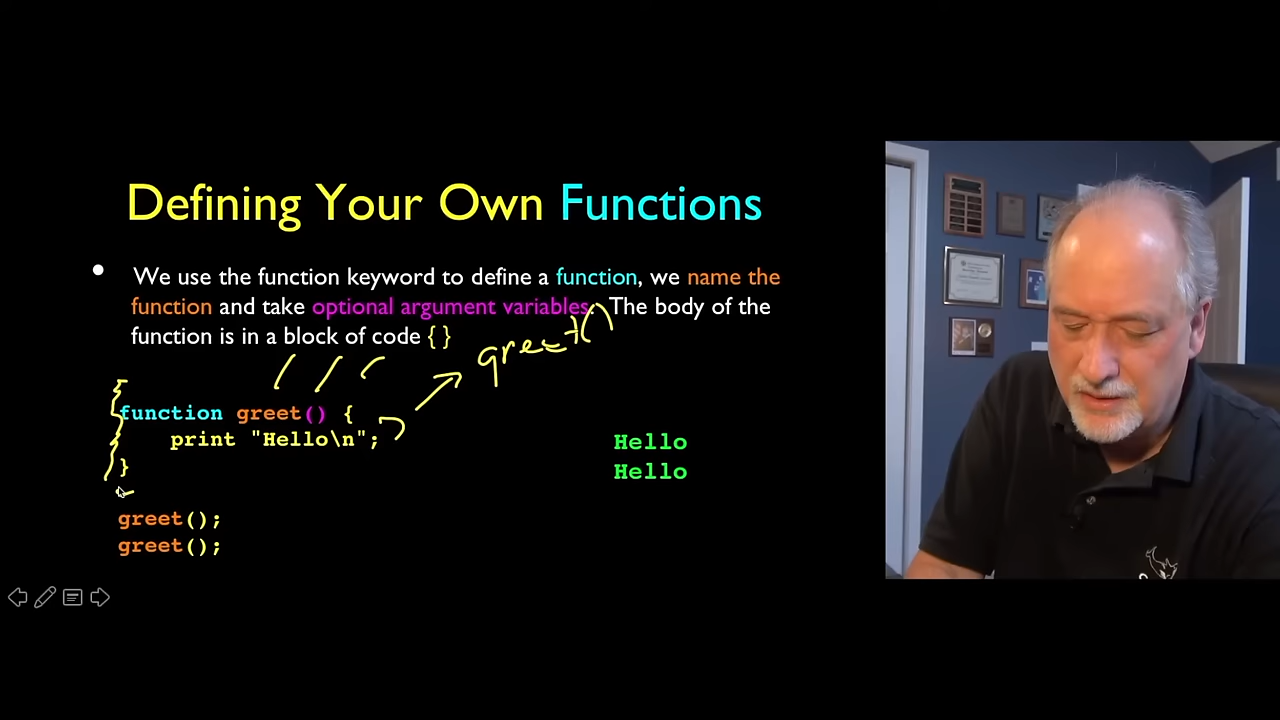 Defining Your Own Functions
• We use the function keyword to define a function, we name the
function and take optional argument variables. The body of the
function is in a block of code {}
greet()
function greet() {
print "Hello\n";
}
greet();
greet();
Hello
Hello